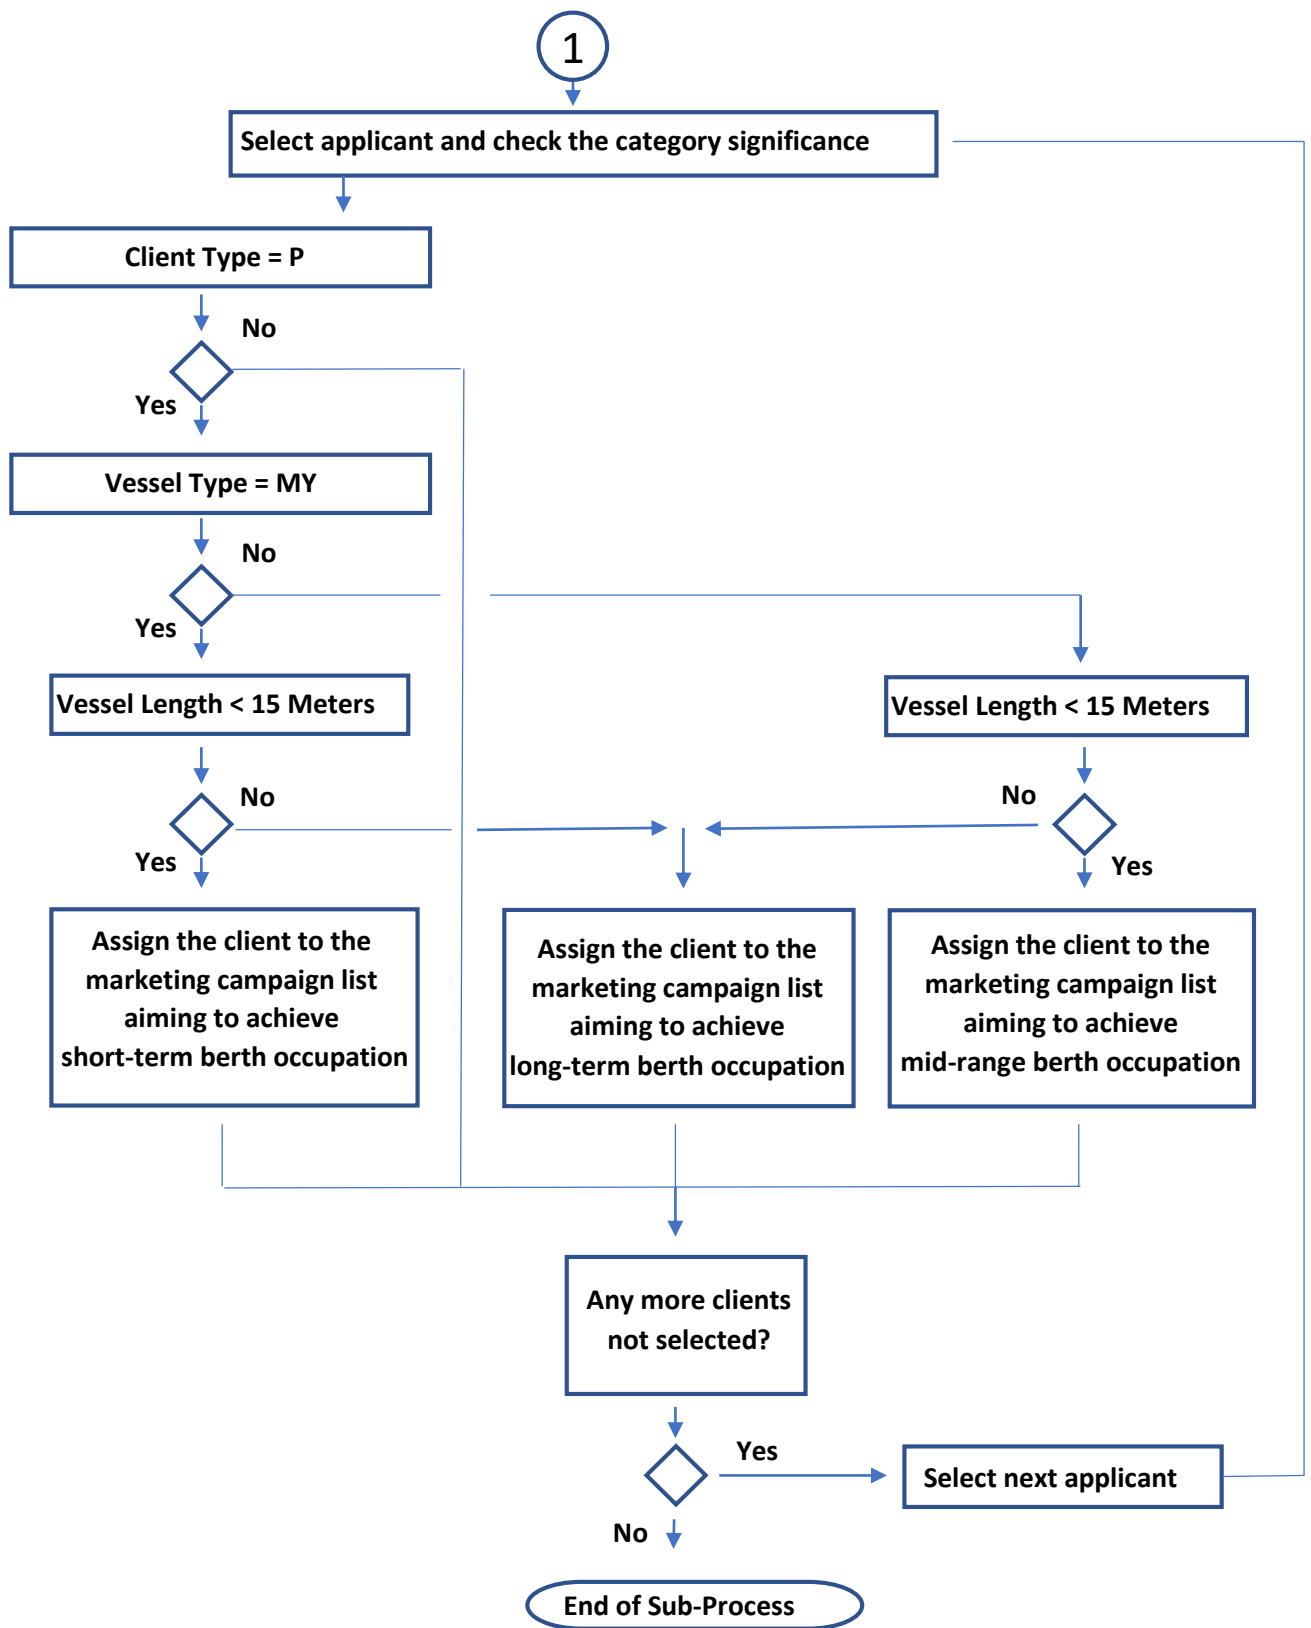 1
Select applicant and check the category significance
Client Type = P
No
Yes
Vessel Type = MY
No
Yes
Vessel Length < 15 Meters
Vessel Length < 15 Meters
No
No
Yes
Yes
Assign the client to the
marketing campaign list
aiming to achieve
short-term berth occupation
Assign the client to the
marketing campaign list
aiming to achieve
long-term berth occupation
Assign the client to the
marketing campaign list
aiming to achieve
mid-range berth occupation
Any more clients
not selected?
Yes
Select next applicant
No
End of Sub-Process